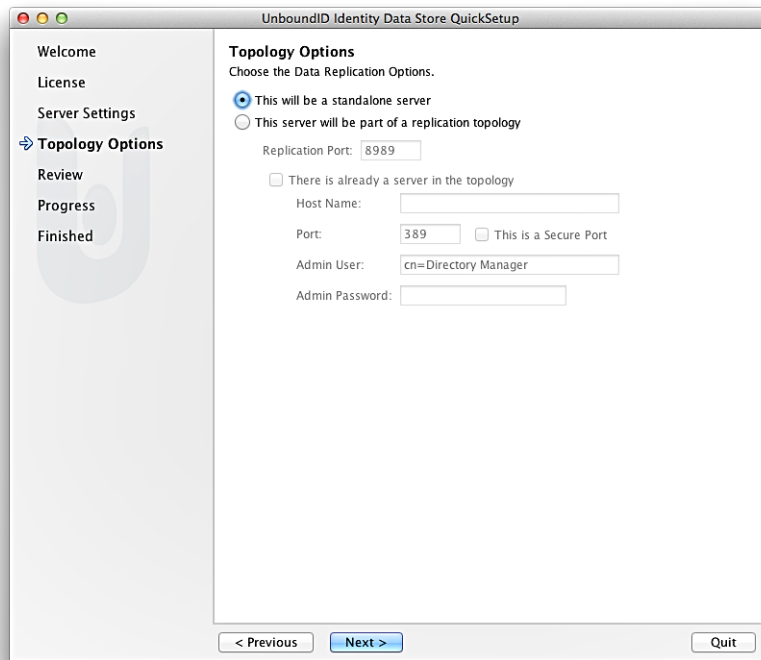 UnboundID Identity Data Store QuickSetup
Welcome
License
Server Settings
Topology Options
Review
Progress
Finished
Topology Options
Choose the Data Replication Options.
This will be a standalone server
This server will be part of a replication topology
Replication Port: 8989
There is already a server in the topology
Host Name:
Port: 389 This is a Secure Port
Admin User: cn=Directory Manager
Admin Password:
< Previous Next > Quit